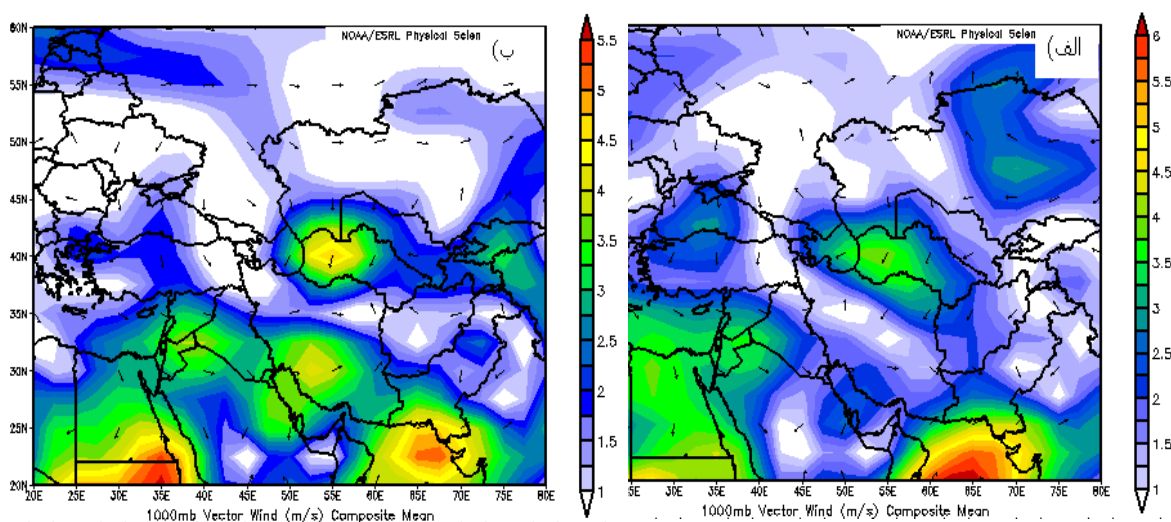 NOAA/ESRL Physical Scien
ب)
60N
55N
50N
45N
40N
35N
30N
25N
20N
20E 25E 30E 35E 40E 45E 50E 55E 60E 65E 70E 75E 80E
1000mb Vector Wind (m/s) Composite Mean
5.5
5
4.5
4
3.5
3
2.5
2
1.5
1
NOAA/ESRL Physical Scien
الف)
5E 30E 35E 40E 45E 50E 55E 60E 65E 70E 75E 80E
1000mb Vector Wind (m/s) Composite Mean
6
5.5
5
4.5
4
3.5
3
2.5
2
1.5
1